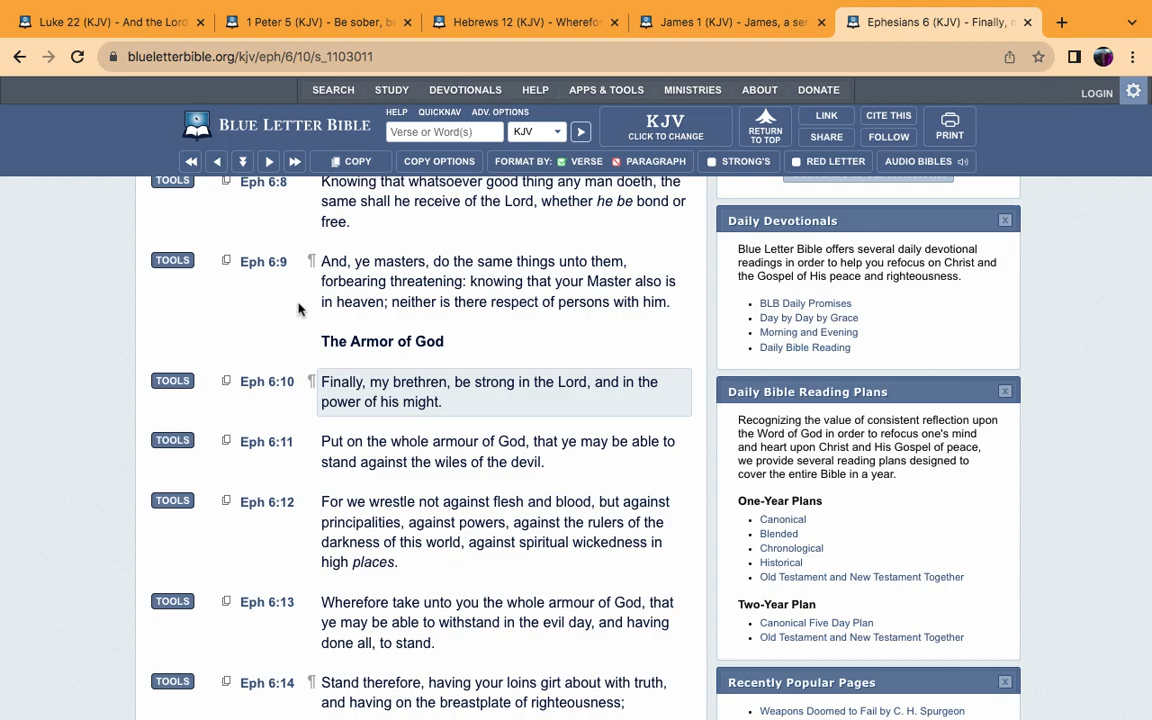 Luke 22 (KJV) - And the Lord
1 Peter 5 (KJV) - Be sober, be
Hebrews 12 (KJV) - Wherefor
James 1 (KJV) - James, a ser
Ephesians 6 (KJV) - Finally, m
blueletterbible.org/kjv/eph/6/10/s_1103011
SEARCH STUDY DEVOTIONALS HELP APPS & TOOLS MINISTRIES ABOUT DONATE LOGIN
BLUE LETTER BIBLE
HELP QUICKNAV ADV. OPTIONS
Verse or Word(s) KJV
KJV
CLICK TO CHANGE
RETURN
TO TOP
LINK CITE THIS
SHARE FOLLOW
PRINT
COPY COPY OPTIONS FORMAT BY: VERSE PARAGRAPH STRONG'S RED LETTER AUDIO BIBLES
TOOLS Eph 6:8 Knowing that whatsoever good thing any man doeth, the
same shall he receive of the Lord, whether he be bond or
free.
TOOLS Eph 6:9 ¶ And, ye masters, do the same things unto them,
forbearing threatening: knowing that your Master also is
in heaven; neither is there respect of persons with him.
The Armor of God
TOOLS Eph 6:10 ¶ Finally, my brethren, be strong in the Lord, and in the
power of his might.
TOOLS Eph 6:11 Put on the whole armour of God, that ye may be able to
stand against the wiles of the devil.
TOOLS Eph 6:12 For we wrestle not against flesh and blood, but against
principalities, against powers, against the rulers of the
darkness of this world, against spiritual wickedness in
high places.
TOOLS Eph 6:13 Wherefore take unto you the whole armour of God, that
ye may be able to withstand in the evil day, and having
done all, to stand.
TOOLS Eph 6:14 ¶ Stand therefore, having your loins girt about with truth,
and having on the breastplate of righteousness;
Daily Devotionals
Blue Letter Bible offers several daily devotional
readings in order to help you refocus on Christ and
the Gospel of His peace and righteousness.
BLB Daily Promises
Day by Day by Grace
Morning and Evening
Daily Bible Reading
Daily Bible Reading Plans
Recognizing the value of consistent reflection upon
the Word of God in order to refocus one's mind
and heart upon Christ and His Gospel of peace,
we provide several reading plans designed to
cover the entire Bible in a year.
One-Year Plans
Canonical
Blended
Chronological
Historical
Old Testament and New Testament Together
Two-Year Plan
Canonical Five Day Plan
Old Testament and New Testament Together
Recently Popular Pages
Weapons Doomed to Fail by C. H. Spurgeon